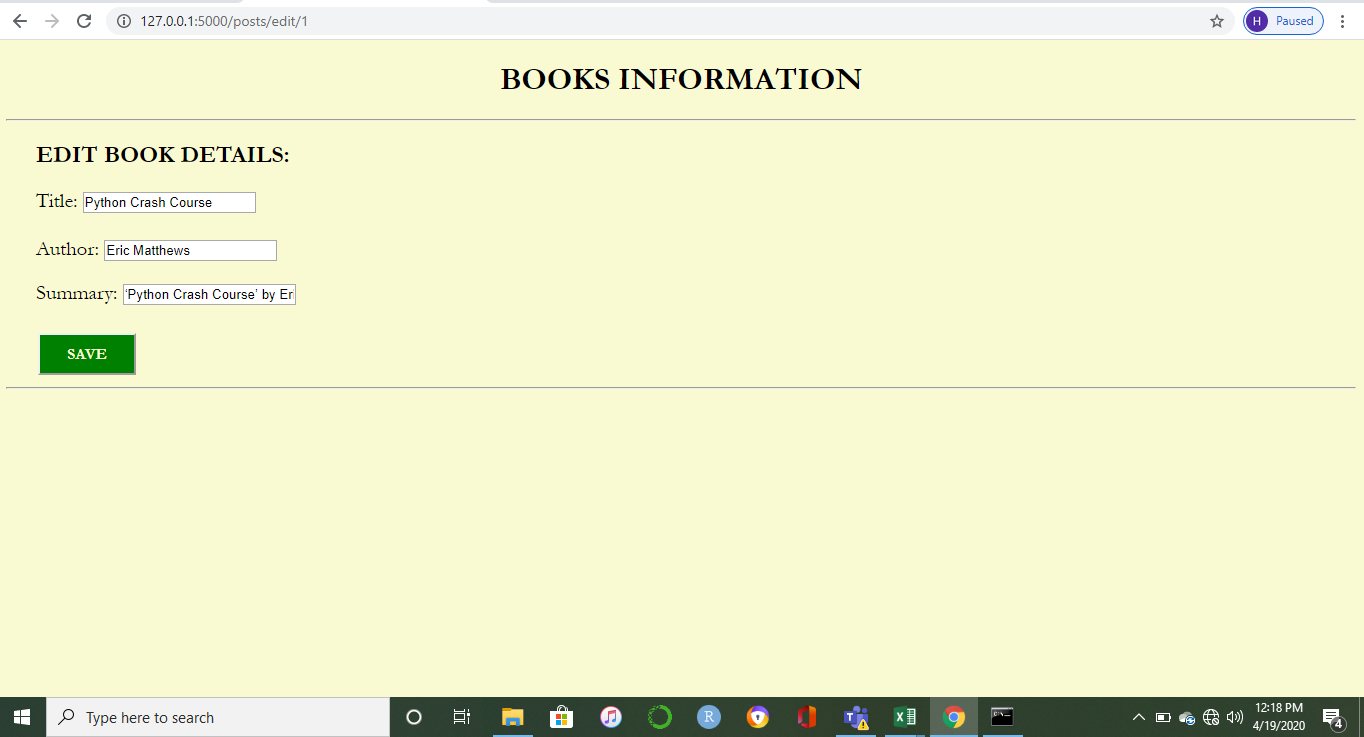 127.0.0.1:5000/posts/edit/1
H Paused
BOOKS INFORMATION
EDIT BOOK DETAILS:
Title: Python Crash Course
Author: Eric Matthews
Summary: ‘Python Crash Course’ by Eri
SAVE
Type here to search
R
12:18 PM
4/19/2020
4